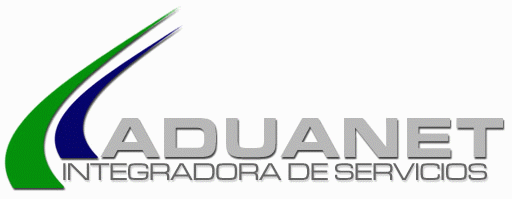 ADUANET
INTEGRADORA DE SERVICIOS